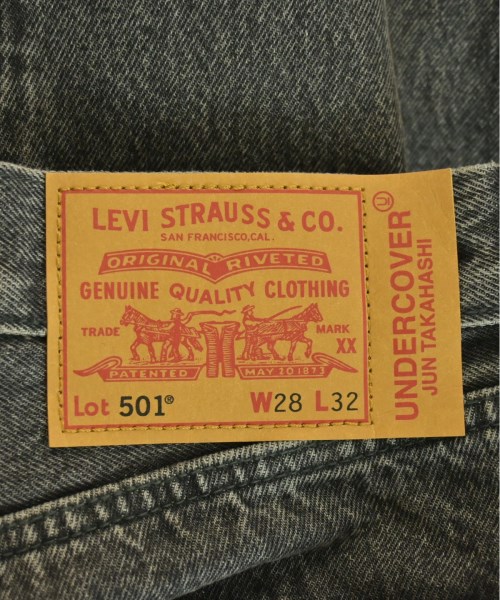 LEVI STRAUSS & CO.
SAN FRANCISCO, CAL.
ORIGINAL RIVETED
GENUINE QUALITY CLOTHING
TRADE MARK
XX
PATENTED MAY 20 1873
Lot 501® W28 L32
UNDERCOVER
JUN TAKAHASHI